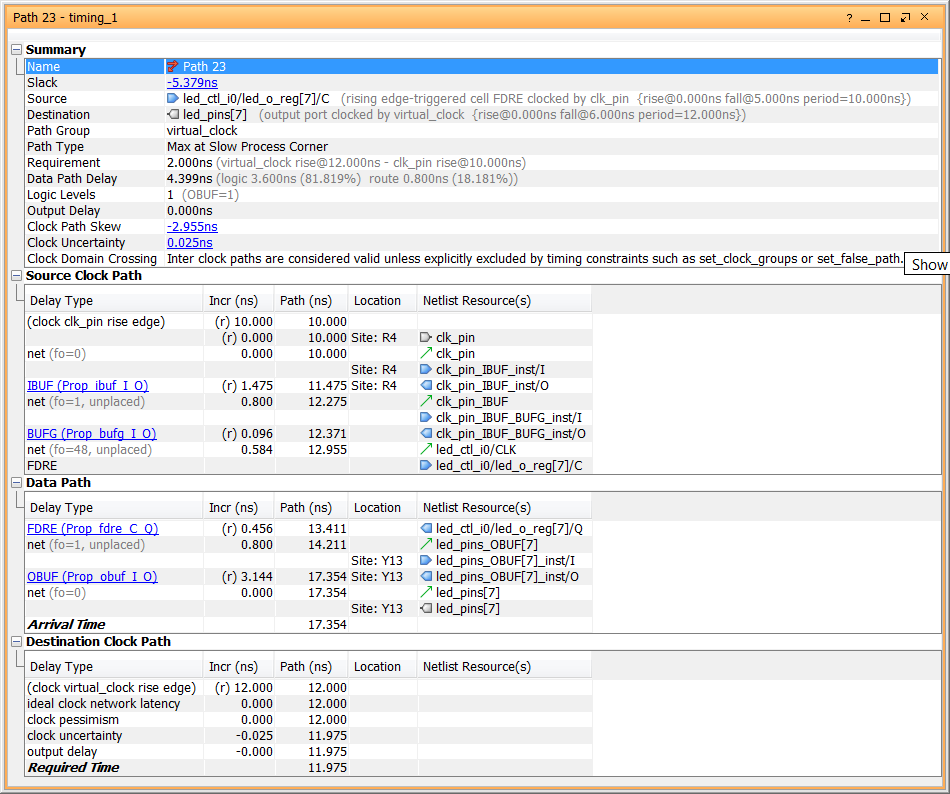 Path 23 - timing_1
Summary
Name Path 23
Slack -5.379ns
Source led_ctl_i0/led_o_reg[7]/C (rising edge-triggered cell FDRE clocked by clk_pin {rise@0.000ns fall@5.000ns period=10.000ns})
Destination led_pins[7] (output port clocked by virtual_clock {rise@0.000ns fall@6.000ns period=12.000ns})
Path Group virtual_clock
Path Type Max at Slow Process Corner
Requirement 2.000ns (virtual_clock rise@12.000ns - clk_pin rise@10.000ns)
Data Path Delay 4.399ns (logic 3.600ns (81.819%) route 0.800ns (18.181%))
Logic Levels 1 (OBUF=1)
Output Delay 0.000ns
Clock Path Skew -2.955ns
Clock Uncertainty 0.025ns
Clock Domain Crossing Inter clock paths are considered valid unless explicitly excluded by timing constraints such as set_clock_groups or set_false_path.
Show
Source Clock Path
Delay Type Incr (ns) Path (ns) Location Netlist Resource(s)
(clock clk_pin rise edge) (r) 10.000 10.000
(r) 0.000 10.000 Site: R4 clk_pin
net (fo=0) 0.000 10.000 clk_pin
Site: R4 clk_pin_IBUF_inst/I
IBUF (Prop_ibuf_I_O) (r) 1.475 11.475 Site: R4 clk_pin_IBUF_inst/O
net (fo=1, unplaced) 0.800 12.275 clk_pin_IBUF
clk_pin_IBUF_BUFG_inst/I
BUFG (Prop_bufg_I_O) (r) 0.096 12.371 clk_pin_IBUF_BUFG_inst/O
net (fo=48, unplaced) 0.584 12.955 led_ctl_i0/CLK
FDRE led_ctl_i0/led_o_reg[7]/C
Data Path
Delay Type Incr (ns) Path (ns) Location Netlist Resource(s)
FDRE (Prop_fdre_C_Q) (r) 0.456 13.411 led_ctl_i0/led_o_reg[7]/Q
net (fo=1, unplaced) 0.800 14.211 led_pins_OBUF[7]
Site: Y13 led_pins_OBUF[7]_inst/I
OBUF (Prop_obuf_I_O) (r) 3.144 17.354 Site: Y13 led_pins_OBUF[7]_inst/O
net (fo=0) 0.000 17.354 led_pins[7]
Site: Y13 led_pins[7]
Arrival Time 17.354
Destination Clock Path
Delay Type Incr (ns) Path (ns) Location Netlist Resource(s)
(clock virtual_clock rise edge) (r) 12.000 12.000
ideal clock network latency 0.000 12.000
clock pessimism 0.000 12.000
clock uncertainty -0.025 11.975
output delay -0.000 11.975
Required Time 11.975